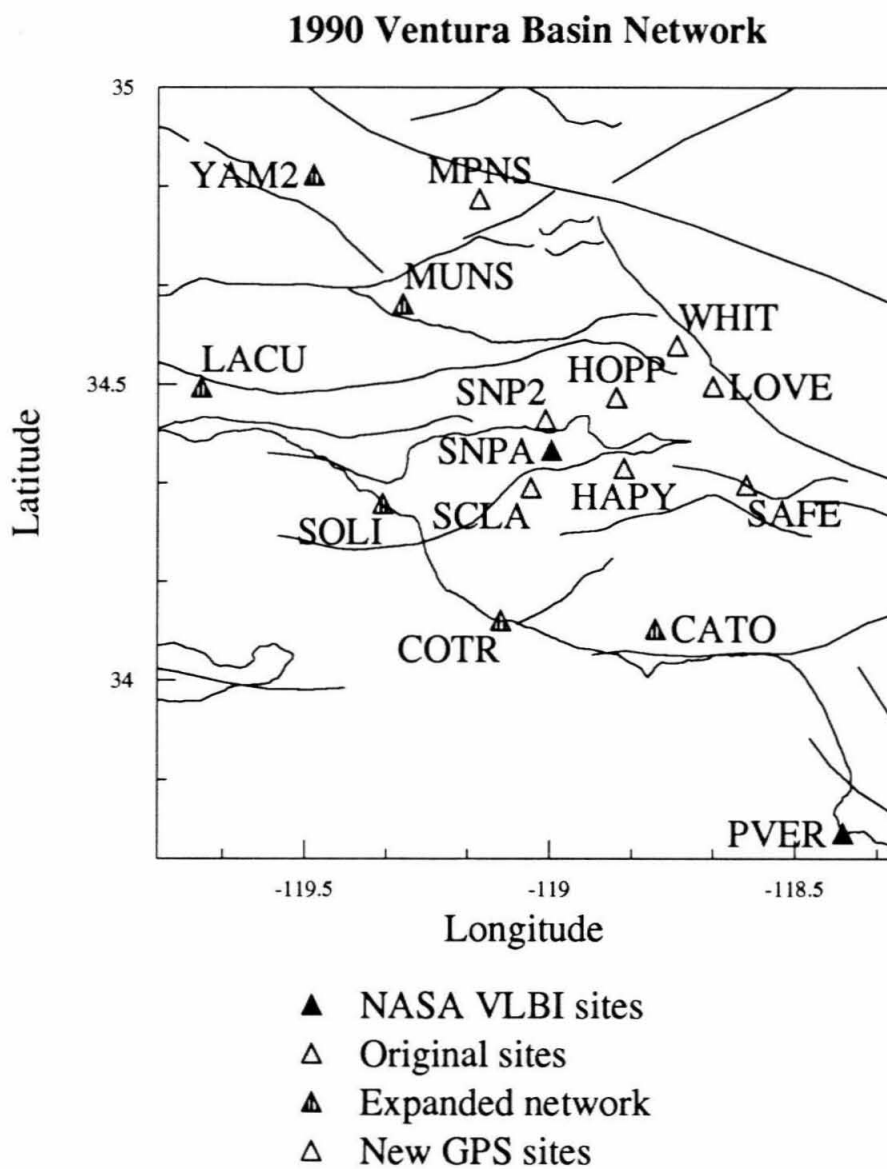 1990 Ventura Basin Network
35
YAM2
MPNS
MUNS
WHIT
LACU
HOPP
34.5
LOVE
SNP2
SNPA
SCLA
HAPY
SAFE
SOLI
COTR
CATO
34
PVER
-119.5
-119
-118.5
Latitude
Longitude
NASA VLBI sites
Original sites
Expanded network
New GPS sites